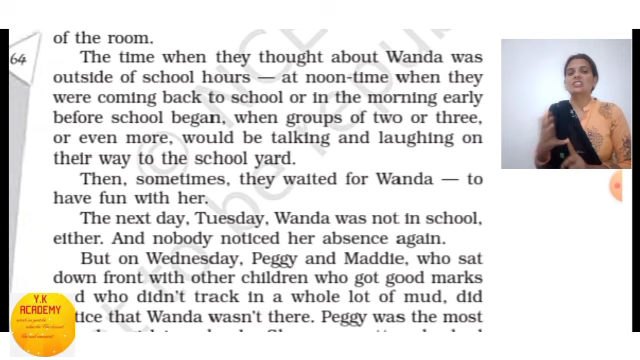 of the room.
64
The time when they thought about Wanda was
outside of school hours — at noon-time when they
were coming back to school or in the morning early
before school began, when groups of two or three,
or even more, would be talking and laughing on
their way to the school yard.
Then, sometimes, they waited for Wanda — to
have fun with her.
The next day, Tuesday, Wanda was not in school,
either. And nobody noticed her absence again.
But on Wednesday, Peggy and Maddie, who sat
down front with other children who got good marks
d who didn't track in a whole lot of mud, did
tice that Wanda wasn't there. Peggy was the most
Y.K
ACADEMY